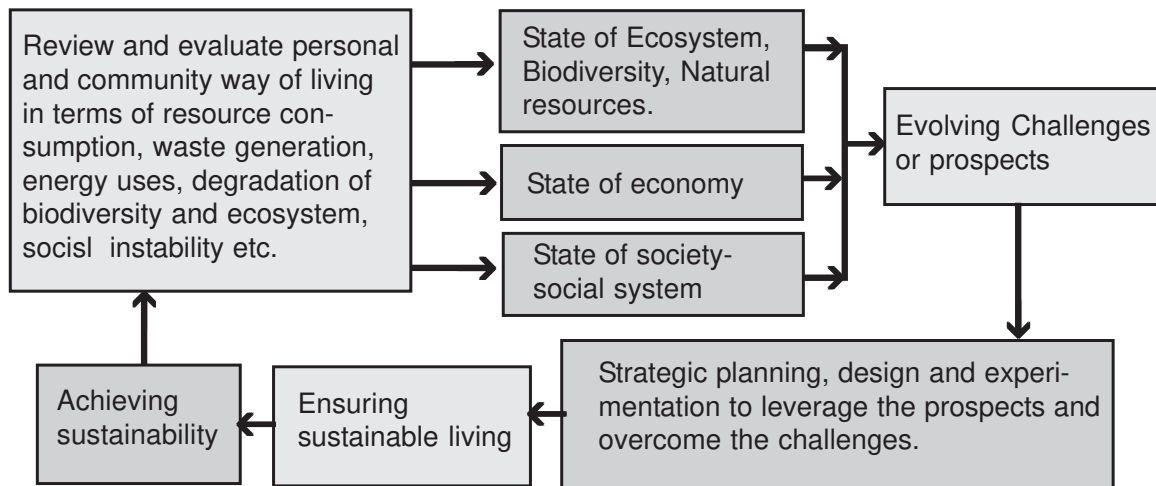 Review and evaluate personal
and community way of living
in terms of resource con-
sumption, waste generation,
energy uses, degradation of
biodiversity and ecosystem,
socisl instability etc.
State of Ecosystem,
Biodiversity, Natural
resources.
State of economy
State of society-
social system
Evolving Challenges
or prospects
Strategic planning, design and experi-
mentation to leverage the prospects and
overcome the challenges.
Ensuring
sustainable living
Achieving
sustainability